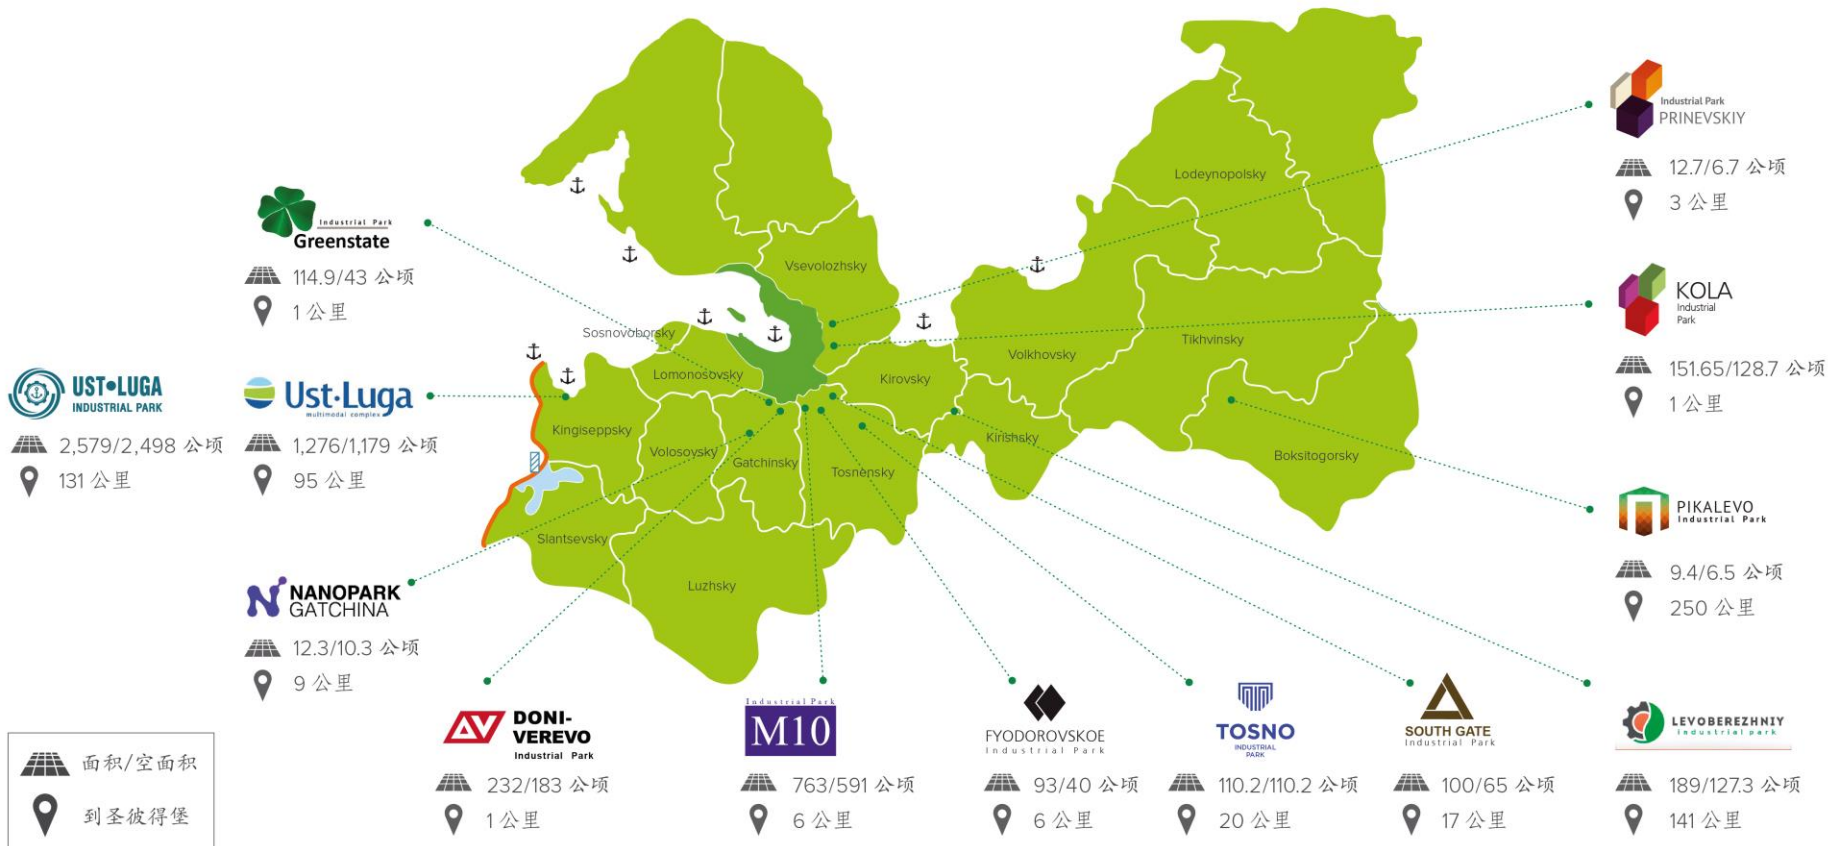 Industrial Park
PRINEVSKIY
12.7/6.7 公顷
3 公里
KOLA
Industrial
Park
151.65/128.7 公顷
1 公里
PIKALEVO
Industrial Park
9.4/6.5 公顷
250 公里
LEVOBEREZHNIY
industrial park
189/127.3 公顷
141 公里
SOUTH GATE
Industrial Park
100/65 公顷
17 公里
TOSNO
INDUSTRIAL
PARK
110.2/110.2 公顷
20 公里
FYODOROVSKOE
Industrial Park
93/40 公顷
6 公里
Industrial Park
M10
763/591 公顷
6 公里
DONI-
VEREVO
Industrial Park
232/183 公顷
1 公里
NANOPARK
GATCHINA
12.3/10.3 公顷
9 公里
Ust·Luga
multimodal complex
1,276/1,179 公顷
95 公里
UST•LUGA
INDUSTRIAL PARK
2,579/2,498 公顷
131 公里
Industrial Park
Greenstate
114.9/43 公顷
1 公里
Lodeynopolsky
Vsevolozhsky
Sosnovoborsky
Lomonosovsky
Kirovsky
Volkhovsky
Tikhvinsky
Kingiseppsky
Volosovsky
Gatchinsky
Tosnensky
Kirishsky
Boksitogorsky
Slantsevsky
Luzhsky
面积/空面积
到圣彼得堡